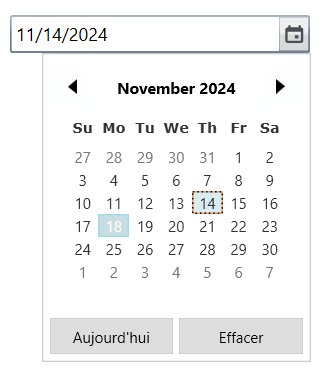 11/14/2024
November 2024
Su Mo Tu We Th Fr Sa
27 28 29 30 31 1 2
3 4 5 6 7 8 9
10 11 12 13 14 15 16
17 18 19 20 21 22 23
24 25 26 27 28 29 30
1 2 3 4 5 6 7
Aujourd'hui Effacer